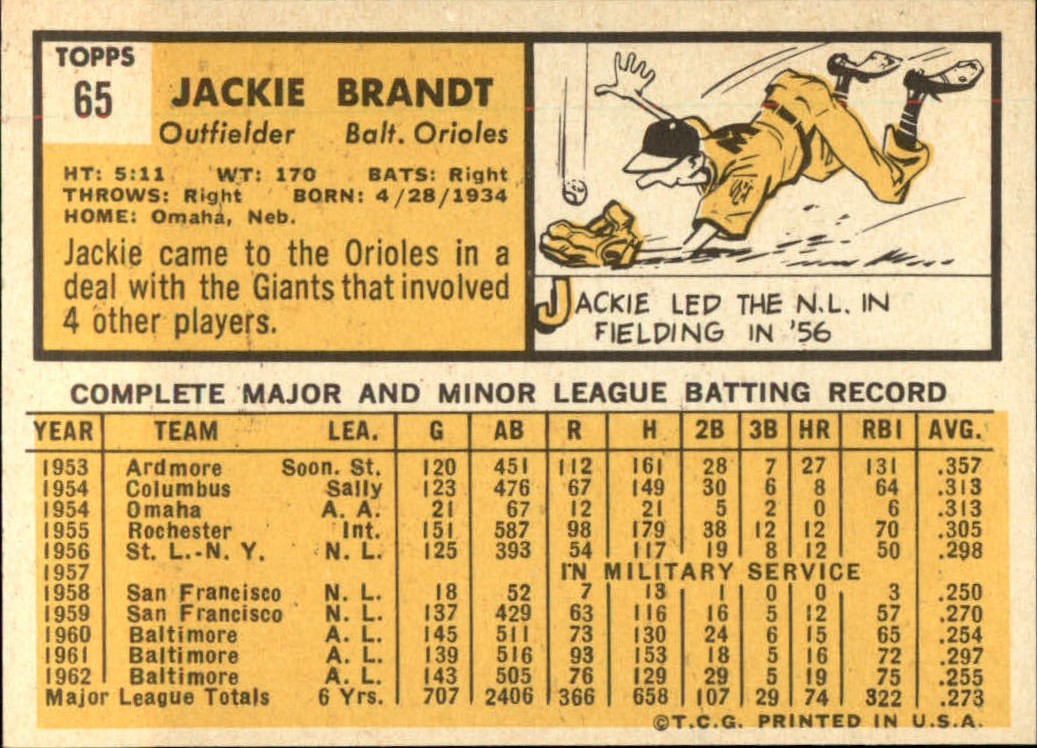 TOPPS
65
JACKIE BRANDT
Outfielder Balt. Orioles
HT: 5:11 WT: 170 BATS: Right
THROWS: Right BORN: 4/28/1934
HOME: Omaha, Neb.
Jackie came to the Orioles in a
deal with the Giants that involved
4 other players.
JACKIE LED THE N.L. IN
FIELDING IN '56
COMPLETE MAJOR AND MINOR LEAGUE BATTING RECORD
YEAR TEAM LEA. G AB R H 2B 3B HR RBI AVG.
1953 Ardmore Soon. St. 120 451 112 161 28 7 27 131 .357
1954 Columbus Sally 123 476 67 149 30 6 8 64 .313
1954 Omaha A. A. 21 67 12 21 5 2 0 6 .313
1955 Rochester Int. 151 587 98 179 38 12 12 70 .305
1956 St. L.-N. Y. N. L. 125 393 54 117 19 8 12 50 .298
1957 IN MILITARY SERVICE
1958 San Francisco N. L. 18 52 7 13 1 0 0 3 .250
1959 San Francisco N. L. 137 429 63 116 16 5 12 57 .270
1960 Baltimore A. L. 145 511 73 130 24 6 15 65 .254
1961 Baltimore A. L. 139 516 93 153 18 5 16 72 .297
1962 Baltimore A. L. 143 505 76 129 29 5 19 75 .255
Major League Totals 6 Yrs. 707 2406 366 658 107 29 74 322 .273
©T.C.G. PRINTED IN U.S.A.